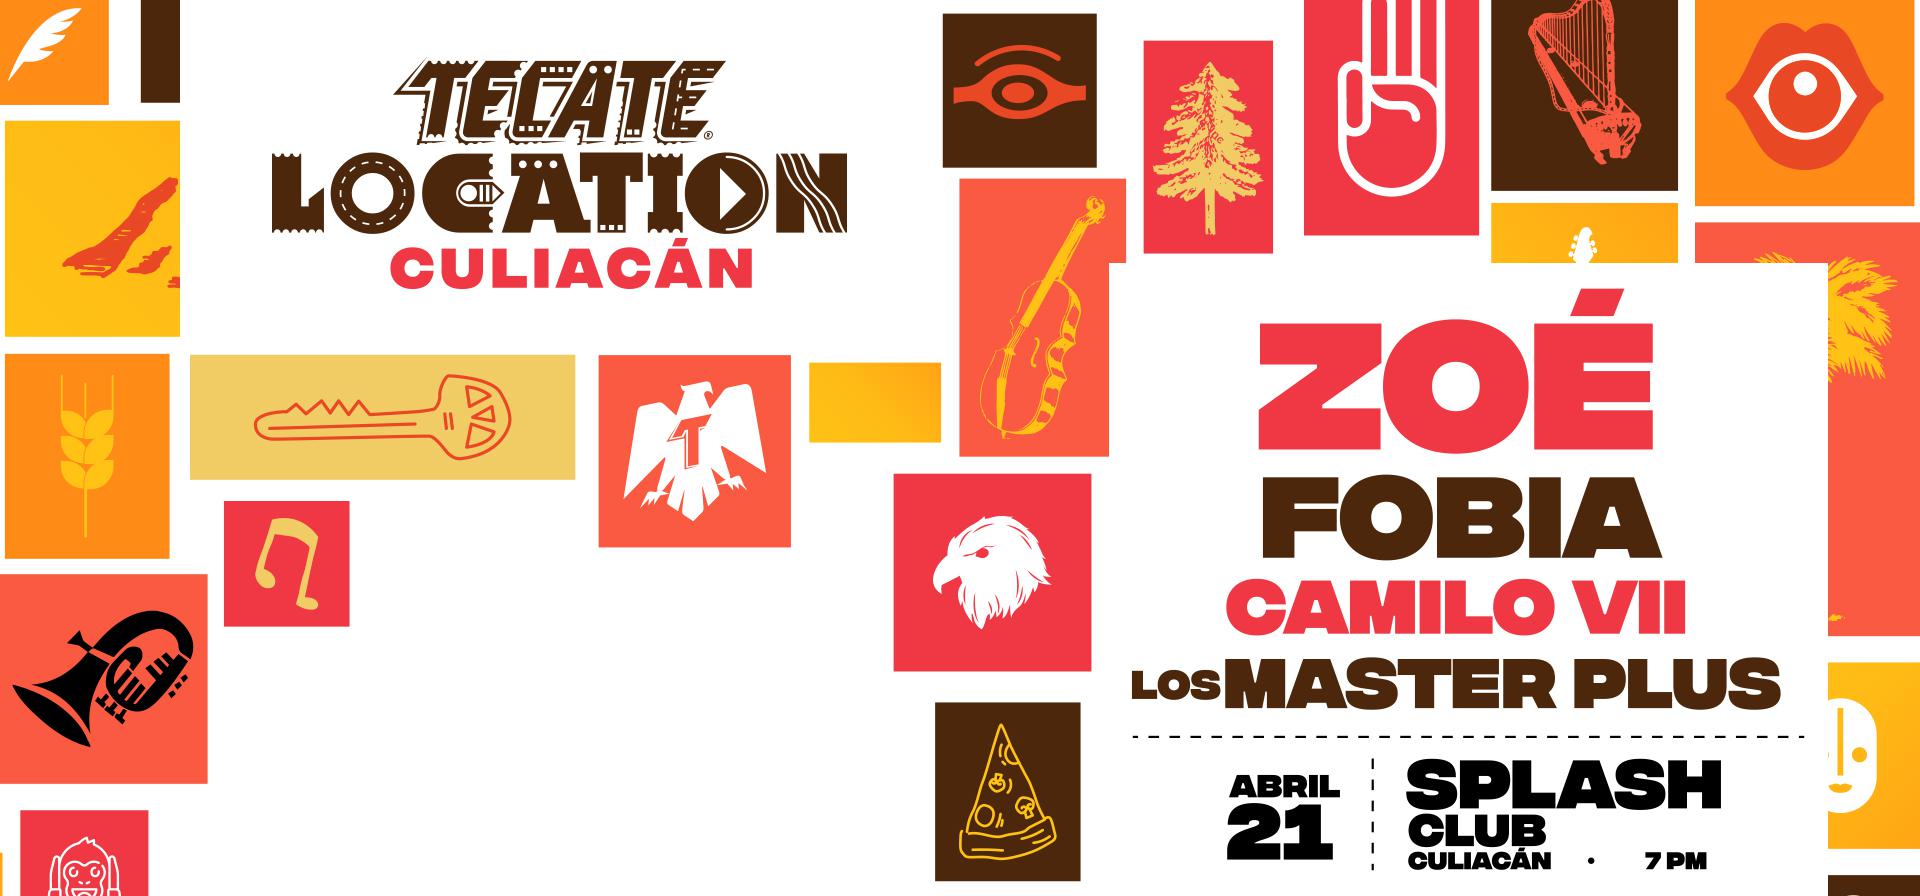 TECATE®
LOCATION
CULIACÁN
T
ZOÉ
FOBIA
CAMILO VII
LOS MASTER PLUS
ABRIL
21
SPLASH
CLUB
CULIACÁN · 7 PM